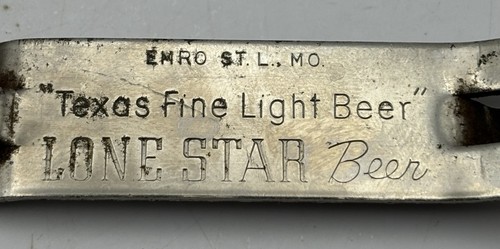 EMRO ST. L., MO.
"Texas Fine Light Beer"
LONE STAR Beer